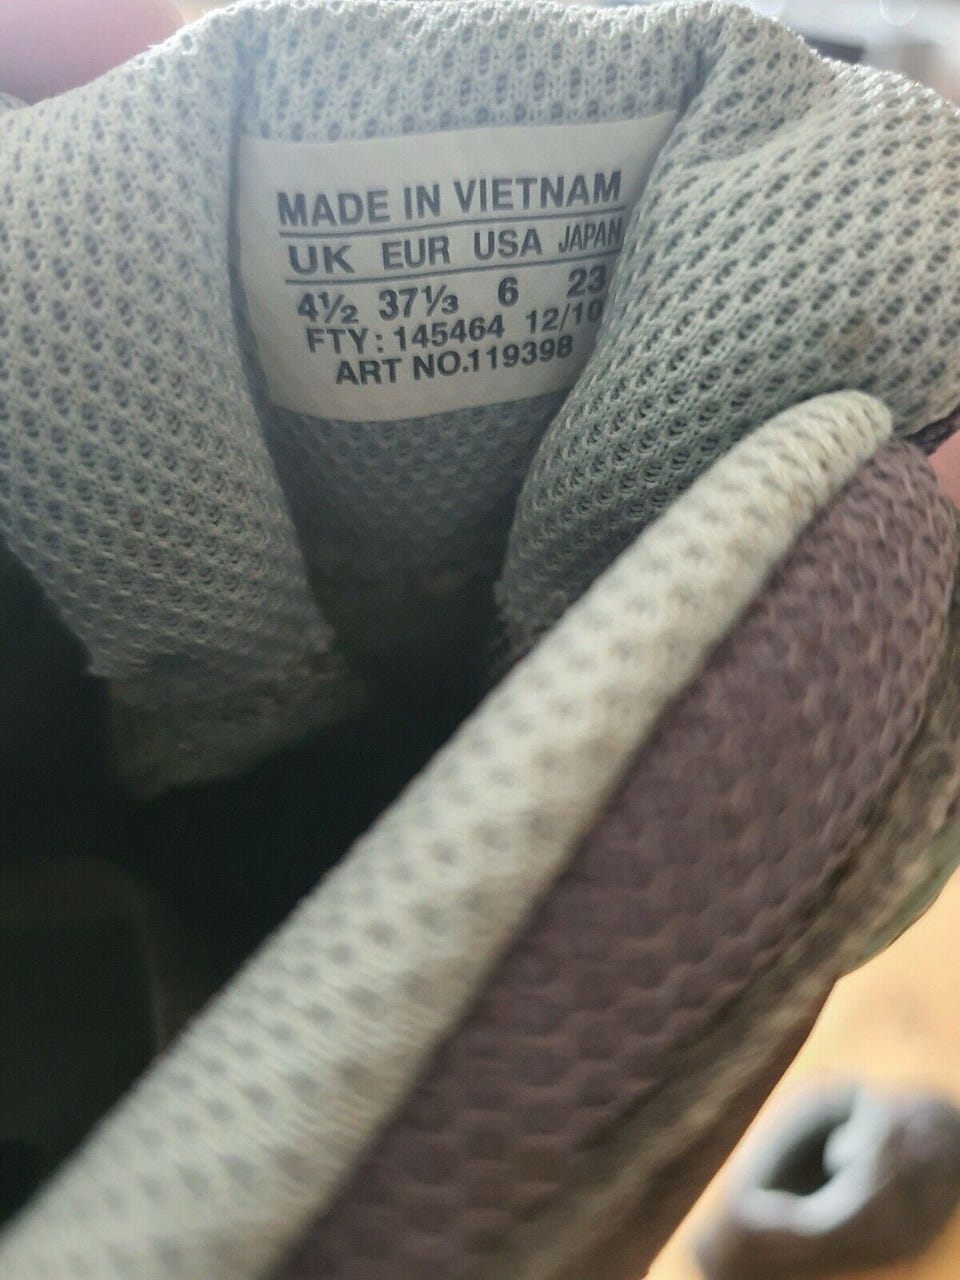 MADE IN VIETNAM
UK EUR USA JAPAN
4½ 37⅓ 6 23
FTY: 145464 12/10
ART NO.119398